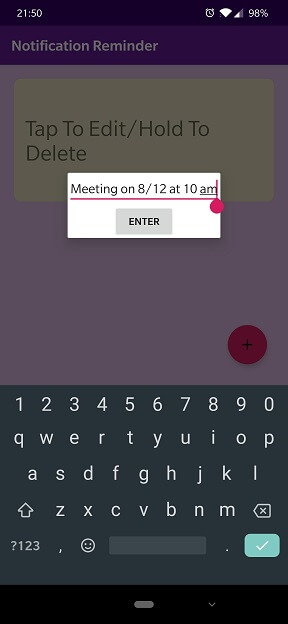 21:50
98%
Notification Reminder
Tap To Edit/Hold To
Delete
Meeting on 8/12 at 10 am
ENTER
+
1 2 3 4 5 6 7 8 9 0
q w e r t y u i o p
a s d f g h j k l
z x c v b n m
?123 , .